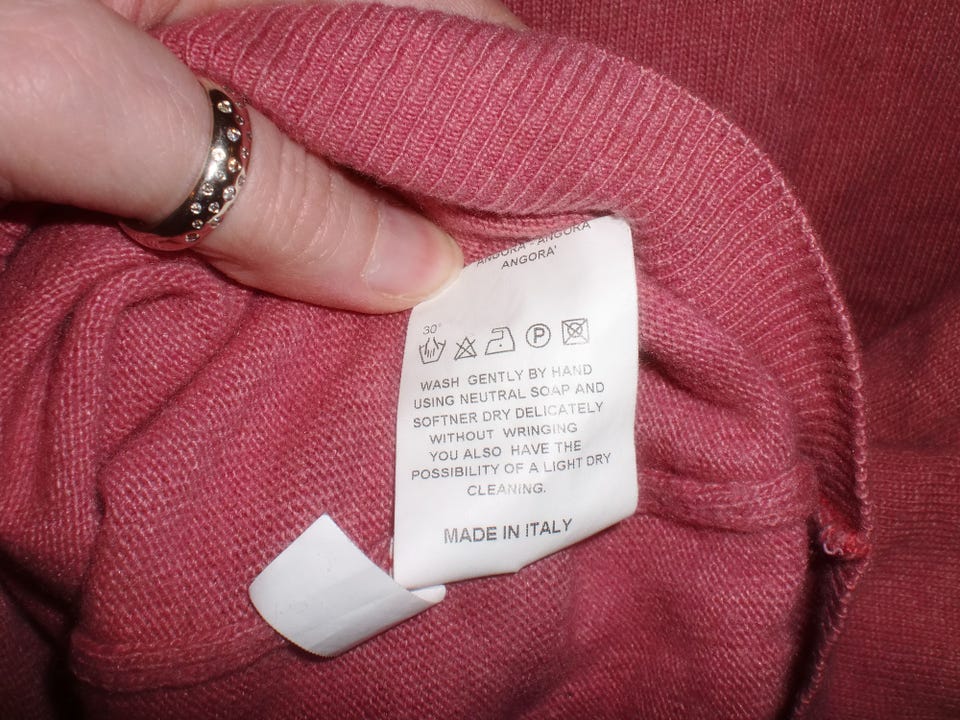 ANGORA - ANGORA
ANGORA'
30°
P
WASH GENTLY BY HAND
USING NEUTRAL SOAP AND
SOFTNER DRY DELICATELY
WITHOUT WRINGING
YOU ALSO HAVE THE
POSSIBILITY OF A LIGHT DRY
CLEANING.
MADE IN ITALY